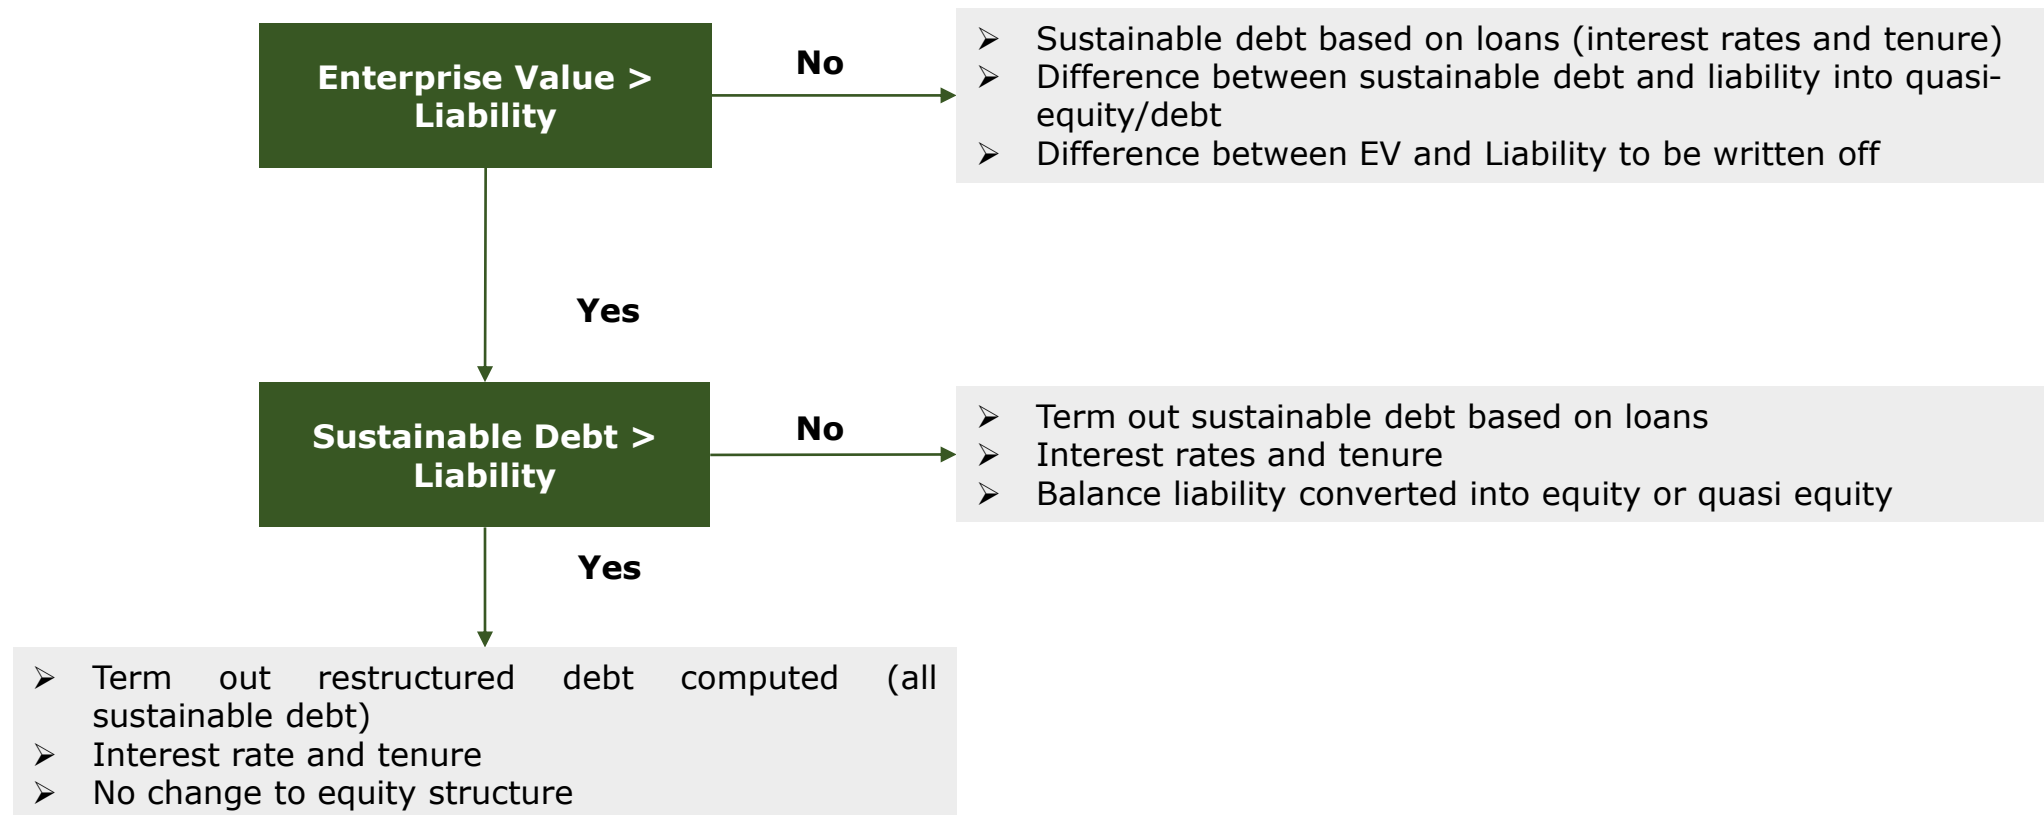 Enterprise Value >
Liability
No
➢ Sustainable debt based on loans (interest rates and tenure)
➢ Difference between sustainable debt and liability into quasi-
equity/debt
➢ Difference between EV and Liability to be written off
Yes
Sustainable Debt >
Liability
No
➢ Term out sustainable debt based on loans
➢ Interest rates and tenure
➢ Balance liability converted into equity or quasi equity
Yes
➢ Term out restructured debt computed (all
sustainable debt)
➢ Interest rate and tenure
➢ No change to equity structure